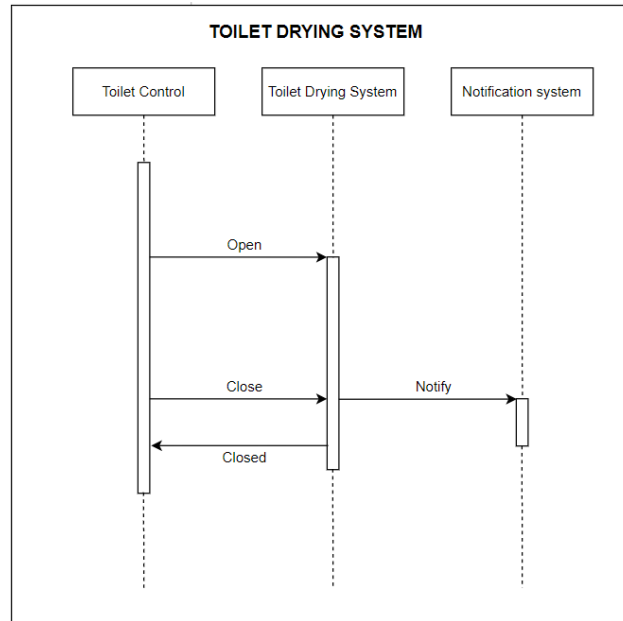 TOILET DRYING SYSTEM
Toilet Control
Toilet Drying System
Notification system
Open
Close
Notify
Closed